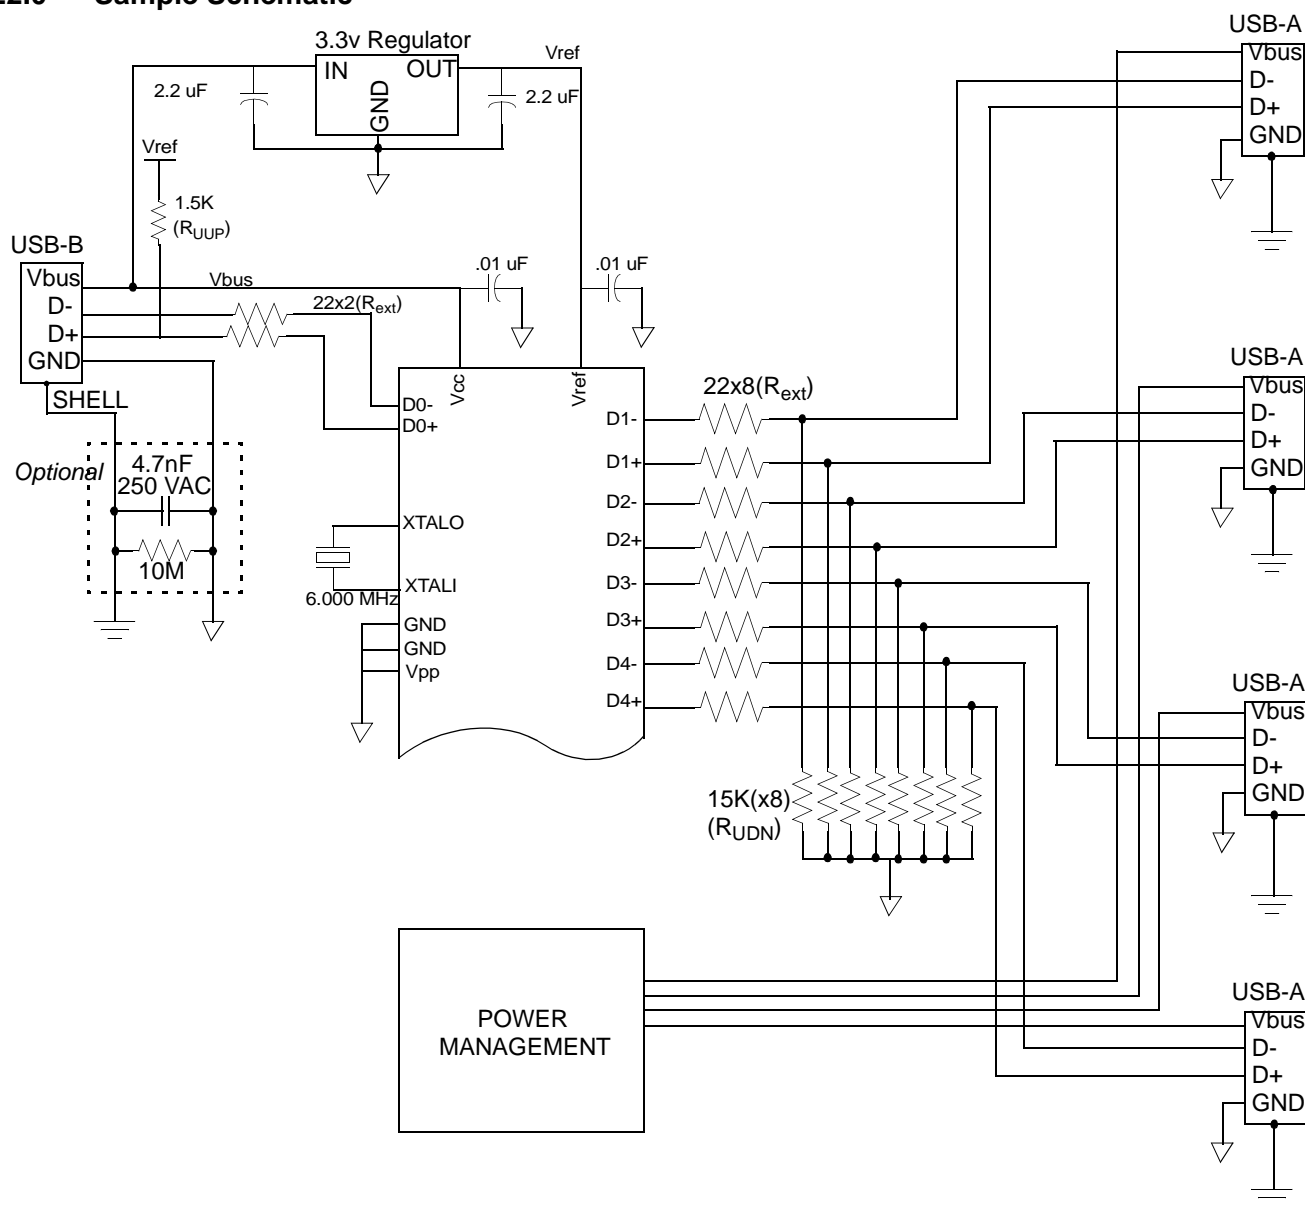 Sample Schematic
3.3v Regulator
IN
OUT
GND
Vref
2.2 uF
2.2 uF
Vref
1.5K
(RUUP)
USB-B
Vbus
D-
D+
GND
SHELL
Vbus
22x2(Rext)
.01 uF
.01 uF
Optional
4.7nF
250 VAC
10M
Vcc
Vref
D0-
D0+
XTALO
XTALI
6.000 MHz
GND
GND
Vpp
D1-
D1+
D2-
D2+
D3-
D3+
D4-
D4+
22x8(Rext)
15K(x8)
(RUDN)
POWER
MANAGEMENT
USB-A
Vbus
D-
D+
GND
USB-A
Vbus
D-
D+
GND
USB-A
Vbus
D-
D+
GND
USB-A
Vbus
D-
D+
GND